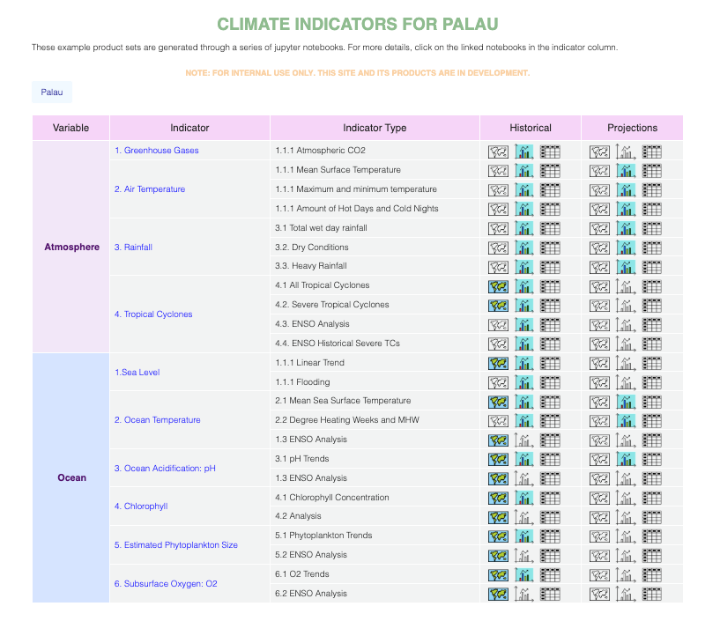 CLIMATE INDICATORS FOR PALAU
These example product sets are generated through a series of jupyter notebooks. For more details, click on the linked notebooks in the indicator column.
NOTE: FOR INTERNAL USE ONLY. THIS SITE AND ITS PRODUCTS ARE IN DEVELOPMENT.
Palau
Variable Indicator Indicator Type Historical Projections
1. Greenhouse Gases 1.1.1 Atmospheric CO2
1.1.1 Mean Surface Temperature
2. Air Temperature 1.1.1 Maximum and minimum temperature
1.1.1 Amount of Hot Days and Cold Nights
3.1 Total wet day rainfall
Atmosphere 3. Rainfall 3.2. Dry Conditions
3.3. Heavy Rainfall
4.1 All Tropical Cyclones
4.2. Severe Tropical Cyclones
4. Tropical Cyclones
4.3. ENSO Analysis
4.4. ENSO Historical Severe TCs
1.1.1 Linear Trend
1.Sea Level
1.1.1 Flooding
2.1 Mean Sea Surface Temperature
2. Ocean Temperature 2.2 Degree Heating Weeks and MHW
1.3 ENSO Analysis
3.1 pH Trends
3. Ocean Acidification: pH
Ocean 1.3 ENSO Analysis
4.1 Chlorophyll Concentration
4. Chlorophyll
4.2 Analysis
5.1 Phytoplankton Trends
5. Estimated Phytoplankton Size
5.2 ENSO Analysis
6.1 O2 Trends
6. Subsurface Oxygen: O2
6.2 ENSO Analysis